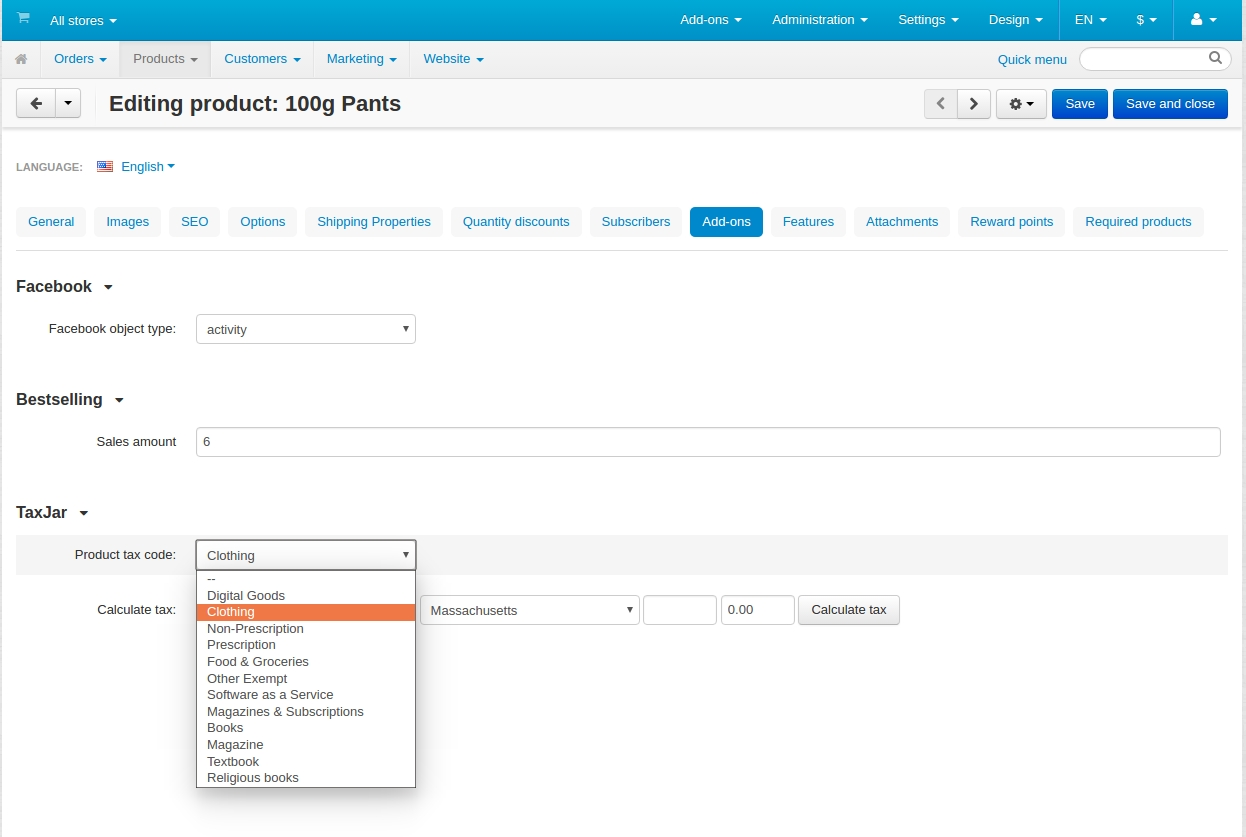 All stores Add-ons Administration Settings Design EN $
Orders Products Customers Marketing Website Quick menu
Editing product: 100g Pants Save Save and close
LANGUAGE: English
General Images SEO Options Shipping Properties Quantity discounts Subscribers Add-ons Features Attachments Reward points Required products
Facebook
Facebook object type: activity
Bestselling
Sales amount 6
TaxJar
Product tax code: Clothing
--
Digital Goods
Clothing
Calculate tax: Massachusetts 0.00 Calculate tax
Non-Prescription
Prescription
Food & Groceries
Other Exempt
Software as a Service
Magazines & Subscriptions
Books
Magazine
Textbook
Religious books